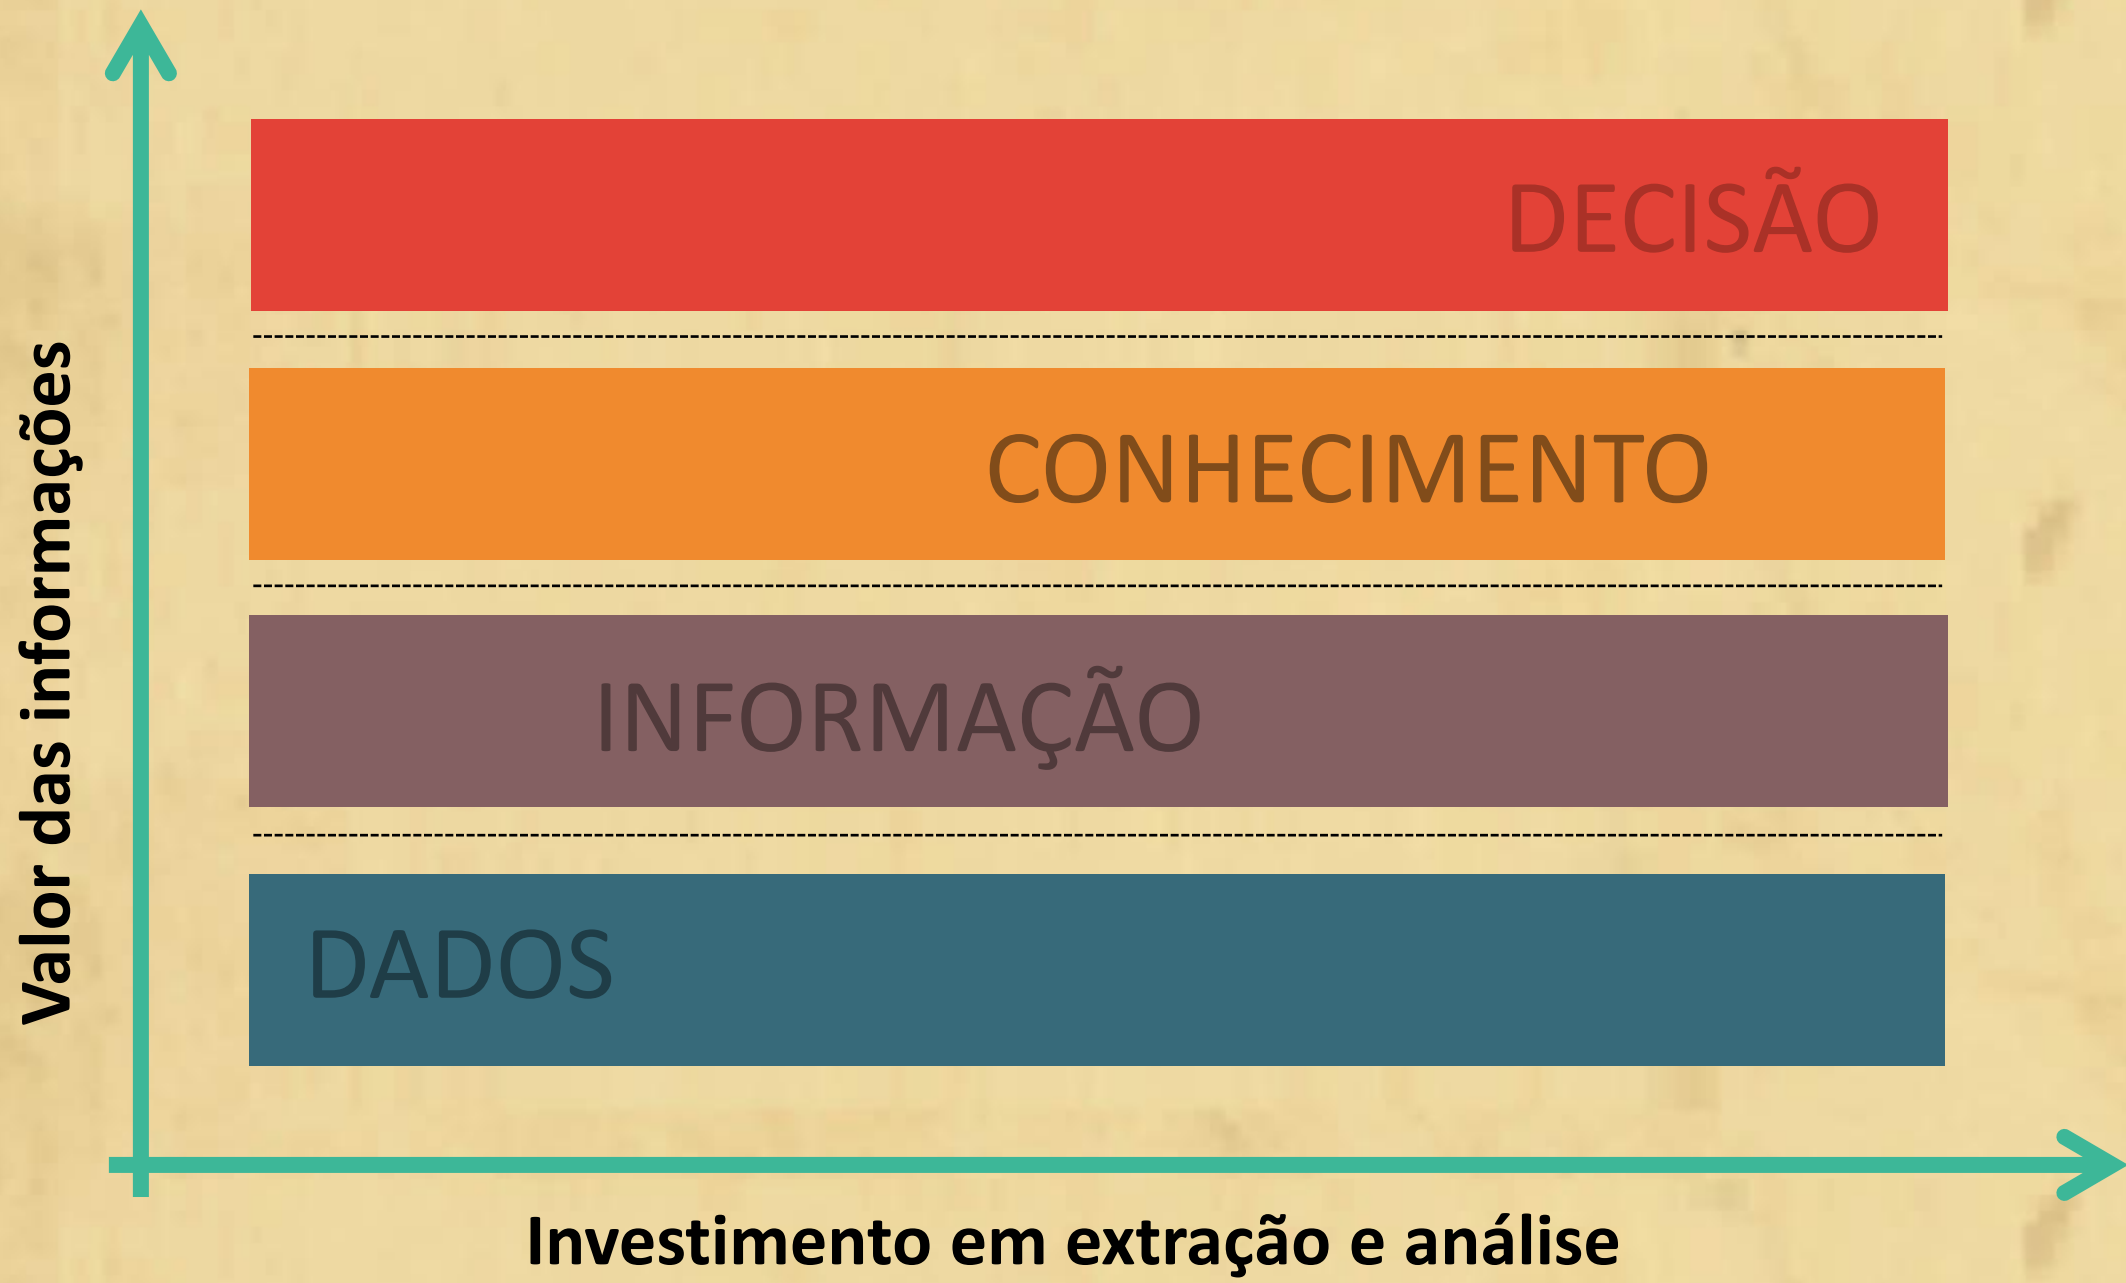 DECISÃO
CONHECIMENTO
INFORMAÇÃO
DADOS
Valor das informações
Investimento em extração e análise